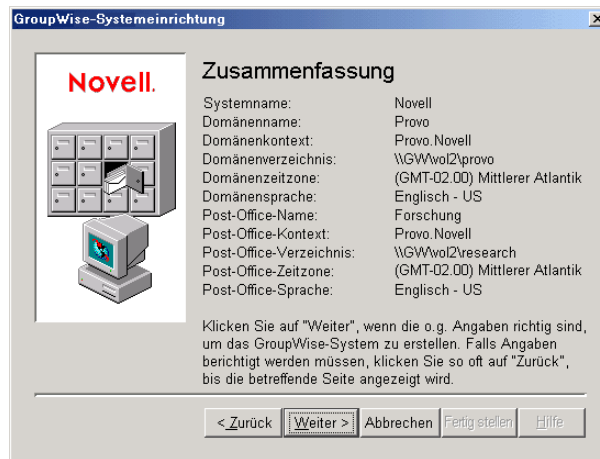 GroupWise-Systemeinrichtung
Novell.
Zusammenfassung
Systemname: Novell
Domänenname: Provo
Domänenkontext: Provo.Novell
Domänenverzeichnis: \\GW\vol2\provo
Domänenzeitzone: (GMT-02.00) Mittlerer Atlantik
Domänensprache: Englisch - US
Post-Office-Name: Forschung
Post-Office-Kontext: Provo.Novell
Post-Office-Verzeichnis: \\GW\vol2\research
Post-Office-Zeitzone: (GMT-02.00) Mittlerer Atlantik
Post-Office-Sprache: Englisch - US
Klicken Sie auf "Weiter", wenn die o.g. Angaben richtig sind,
um das GroupWise-System zu erstellen. Falls Angaben
berichtigt werden müssen, klicken Sie so oft auf "Zurück",
bis die betreffende Seite angezeigt wird.
< Zurück Weiter > Abbrechen Fertig stellen Hilfe